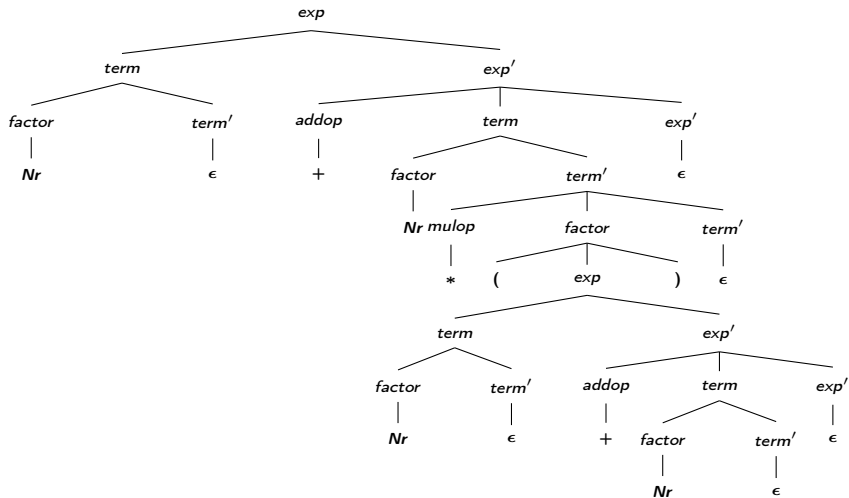 exp
term exp′
factor term′ addop term exp′
Nr ϵ + factor term′ ϵ
Nr mulop factor term′
* ( exp ) ϵ
term exp′
factor term′ addop term exp′
Nr ϵ + factor term′ ϵ
Nr ϵ